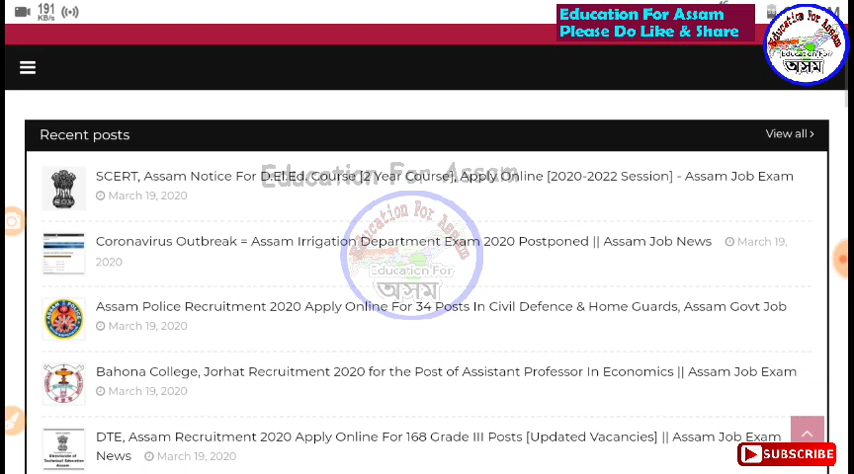 191
KB/s
Education For Assam
Please Do Like & Share
Education For Assam
অসম
Recent posts
View all
SCERT, Assam Notice For D.El.Ed. Course [2 Year Course], Apply Online [2020-2022 Session] - Assam Job Exam
March 19, 2020
Education For Assam
Coronavirus Outbreak = Assam Irrigation Department Exam 2020 Postponed || Assam Job News March 19,
2020
Education For Assam
Education For
অসম
Assam Police Recruitment 2020 Apply Online For 34 Posts In Civil Defence & Home Guards, Assam Govt Job
March 19, 2020
Bahona College, Jorhat Recruitment 2020 for the Post of Assistant Professor In Economics || Assam Job Exam
March 19, 2020
DTE, Assam Recruitment 2020 Apply Online For 168 Grade III Posts [Updated Vacancies] || Assam Job Exam
News March 19, 2020
Directorate of
Technical Education
Assam
SUBSCRIBE